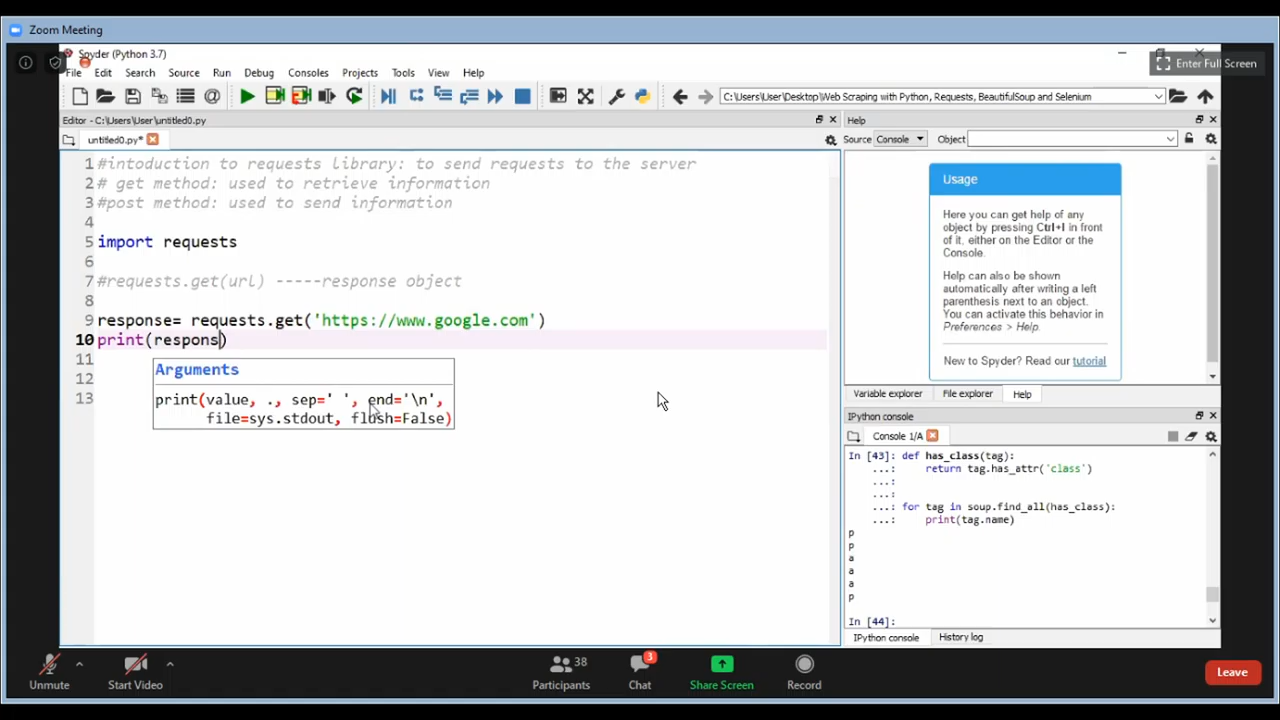 Zoom Meeting
Spyder (Python 3.7)
Enter Full Screen
File Edit Search Source Run Debug Consoles Projects Tools View Help
C:\Users\User\Desktop\Web Scraping with Python, Requests, BeautifulSoup and Selenium
Editor - C:\Users\User\untitled0.py
Help
untitled0.py*
Source Console Object
1 #intoduction to requests library: to send requests to the server
2 # get method: used to retrieve information
3 #post method: used to send information
4
5 import requests
6
7 #requests.get(url) -----response object
8
9 response= requests.get('https://www.google.com')
10 print(respons)
11
12
13
Arguments
print(value, ., sep=' ', end='\n',
file=sys.stdout, flush=False)
Usage
Here you can get help of any
object by pressing Ctrl+I in front
of it, either on the Editor or the
Console.
Help can also be shown
automatically after writing a left
parenthesis next to an object.
You can activate this behavior in
Preferences > Help.
New to Spyder? Read our tutorial
Variable explorer File explorer Help
IPython console
Console 1/A
In [43]: def has_class(tag):
...: return tag.has_attr('class')
...:
...:
...: for tag in soup.find_all(has_class):
...: print(tag.name)
p
p
a
a
a
p
In [44]:
IPython console History log
Unmute
Start Video
38
Participants
3
Chat
Share Screen
Record
Leave